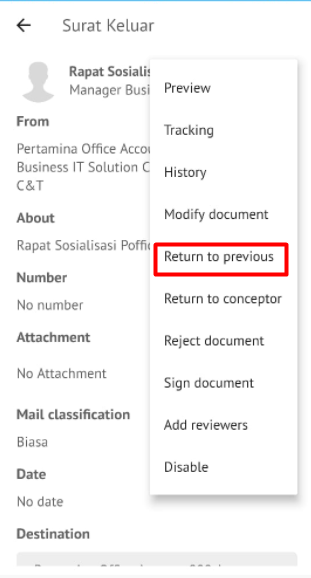 Surat Keluar
Rapat Sosialis
Manager Busi
From
Pertamina Office Accou
Business IT Solution C
C&T
About
Rapat Sosialisasi Poffic
Number
No number
Attachment
No Attachment
Mail classification
Biasa
Date
No date
Destination
Preview
Tracking
History
Modify document
Return to previous
Return to conceptor
Reject document
Sign document
Add reviewers
Disable